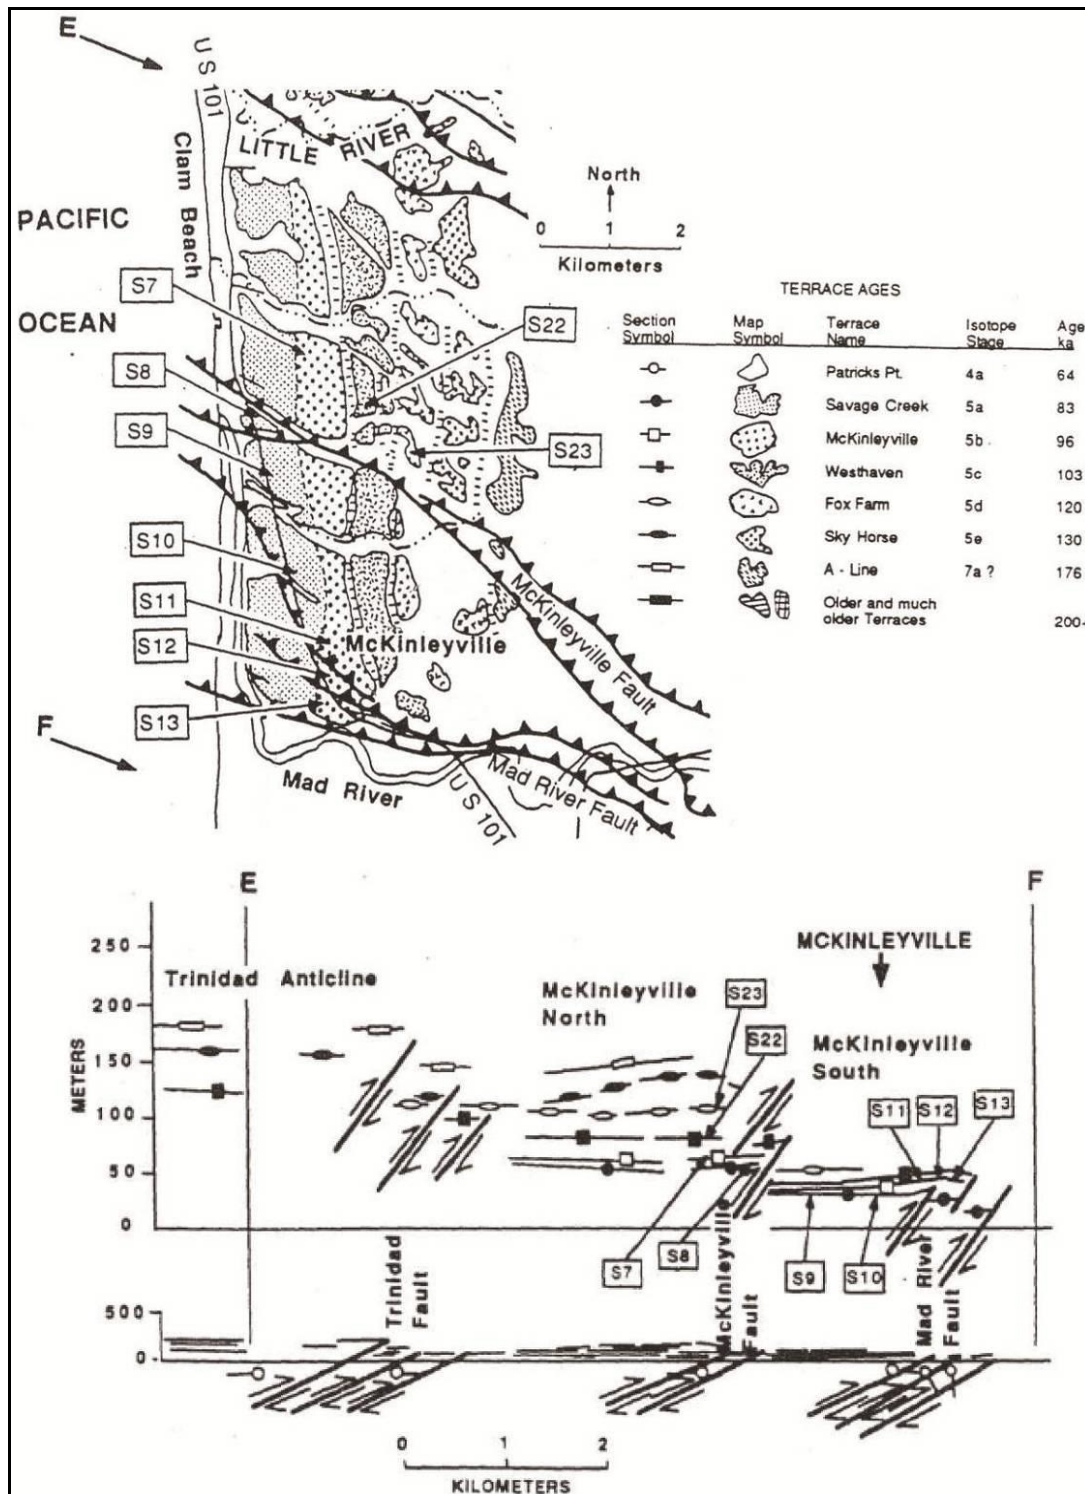 E
US 101
LITTLE RIVER
Clam Beach
North
0 1 2
Kilometers
PACIFIC
OCEAN
S7
S8
S9
S10
S11
S12
S13
S22
S23
McKinleyville
McKinleyville Fault
F
Mad River
US 101
Mad River Fault
TERRACE AGES
Section Symbol Map Symbol Terrace Name Isotope Stage Age ka
Patricks Pt. 4a 64
Savage Creek 5a 83
McKinleyville 5b 96
Westhaven 5c 103
Fox Farm 5d 120
Sky Horse 5e 130
A - Line 7a ? 176
Older and much
older Terraces 200-
E F
250
200
150
100
50
0
METERS
MCKINLEYVILLE
Trinidad Anticline
McKinleyville
North
S23
S22
McKinleyville
South
S11 S12 S13
S7 S8 S9 S10
Trinidad
Fault
McKinleyville
Fault
Mad River
Fault
500
0
0 1 2
KILOMETERS